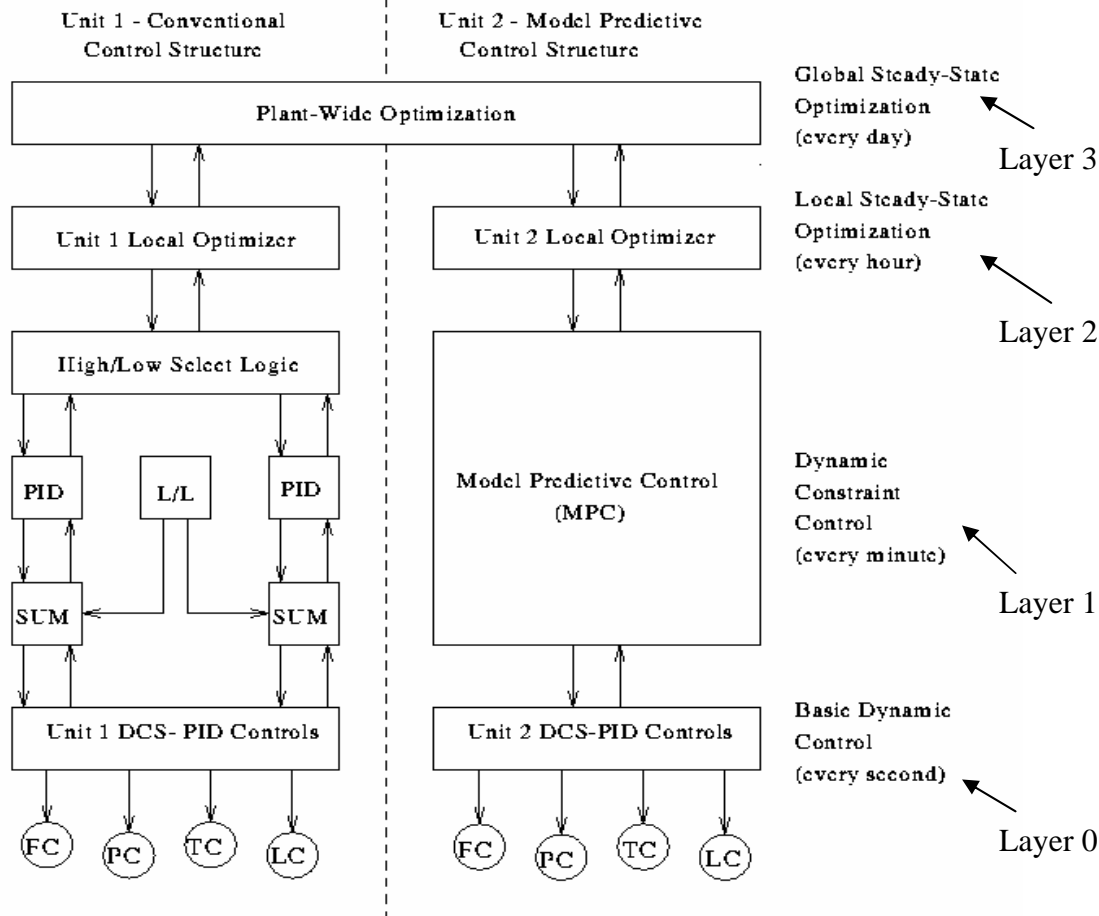 Unit 1 - Conventional
Control Structure
Unit 2 - Model Predictive
Control Structure
Plant-Wide Optimization
Global Steady-State
Optimization
(every day)
Layer 3
Unit 1 Local Optimizer
Unit 2 Local Optimizer
Local Steady-State
Optimization
(every hour)
Layer 2
High/Low Select Logic
PID
L/L
PID
SUM
SUM
Model Predictive Control
(MPC)
Dynamic
Constraint
Control
(every minute)
Layer 1
Unit 1 DCS- PID Controls
Unit 2 DCS-PID Controls
Basic Dynamic
Control
(every second)
Layer 0
FC
PC
TC
LC
FC
PC
TC
LC